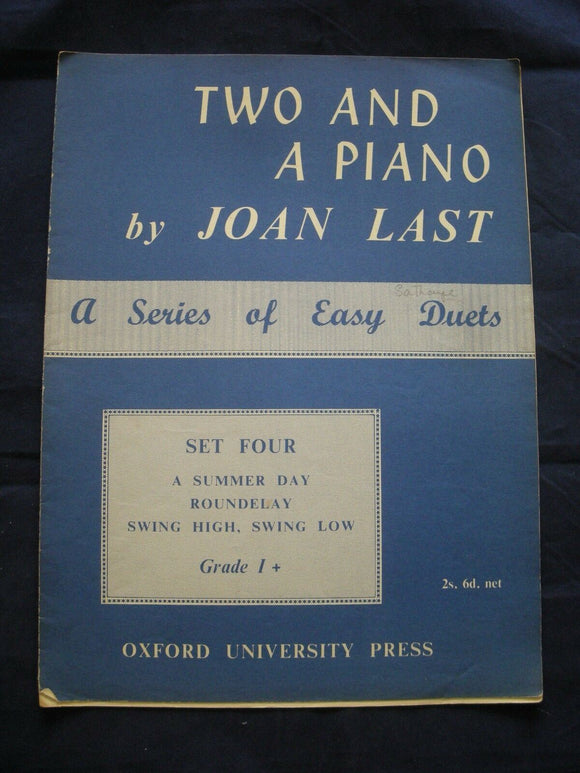 TWO AND
A PIANO
by JOAN LAST
A Series of Easy Duets
SET FOUR
A SUMMER DAY
ROUNDELAY
SWING HIGH, SWING LOW
Grade I +
2s. 6d. net
OXFORD UNIVERSITY PRESS